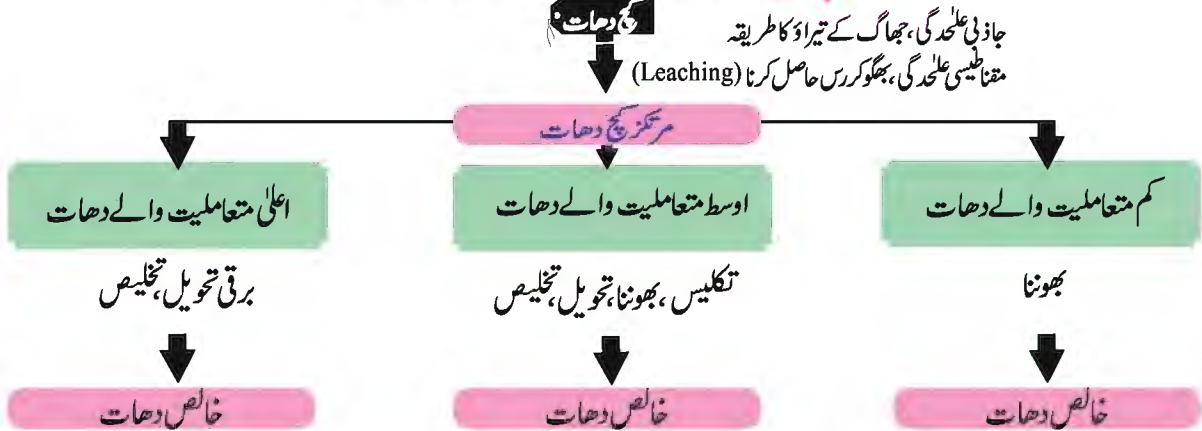 کچ دھات
جاذبی علٰحدگی، جھاگ کے تیراؤ کا طریقہ
مقناطیسی علٰحدگی، بھگو کر رس حاصل کرنا (Leaching)
مرتکز کچ دھات
کم متعاملیت والے دھات
اوسط متعاملیت والے دھات
اعلیٰ متعاملیت والے دھات
بھوننا
تکلیس، بھوننا، تحویل، تخلیص
برقی تحویل، تخلیص
خالص دھات
خالص دھات
خالص دھات